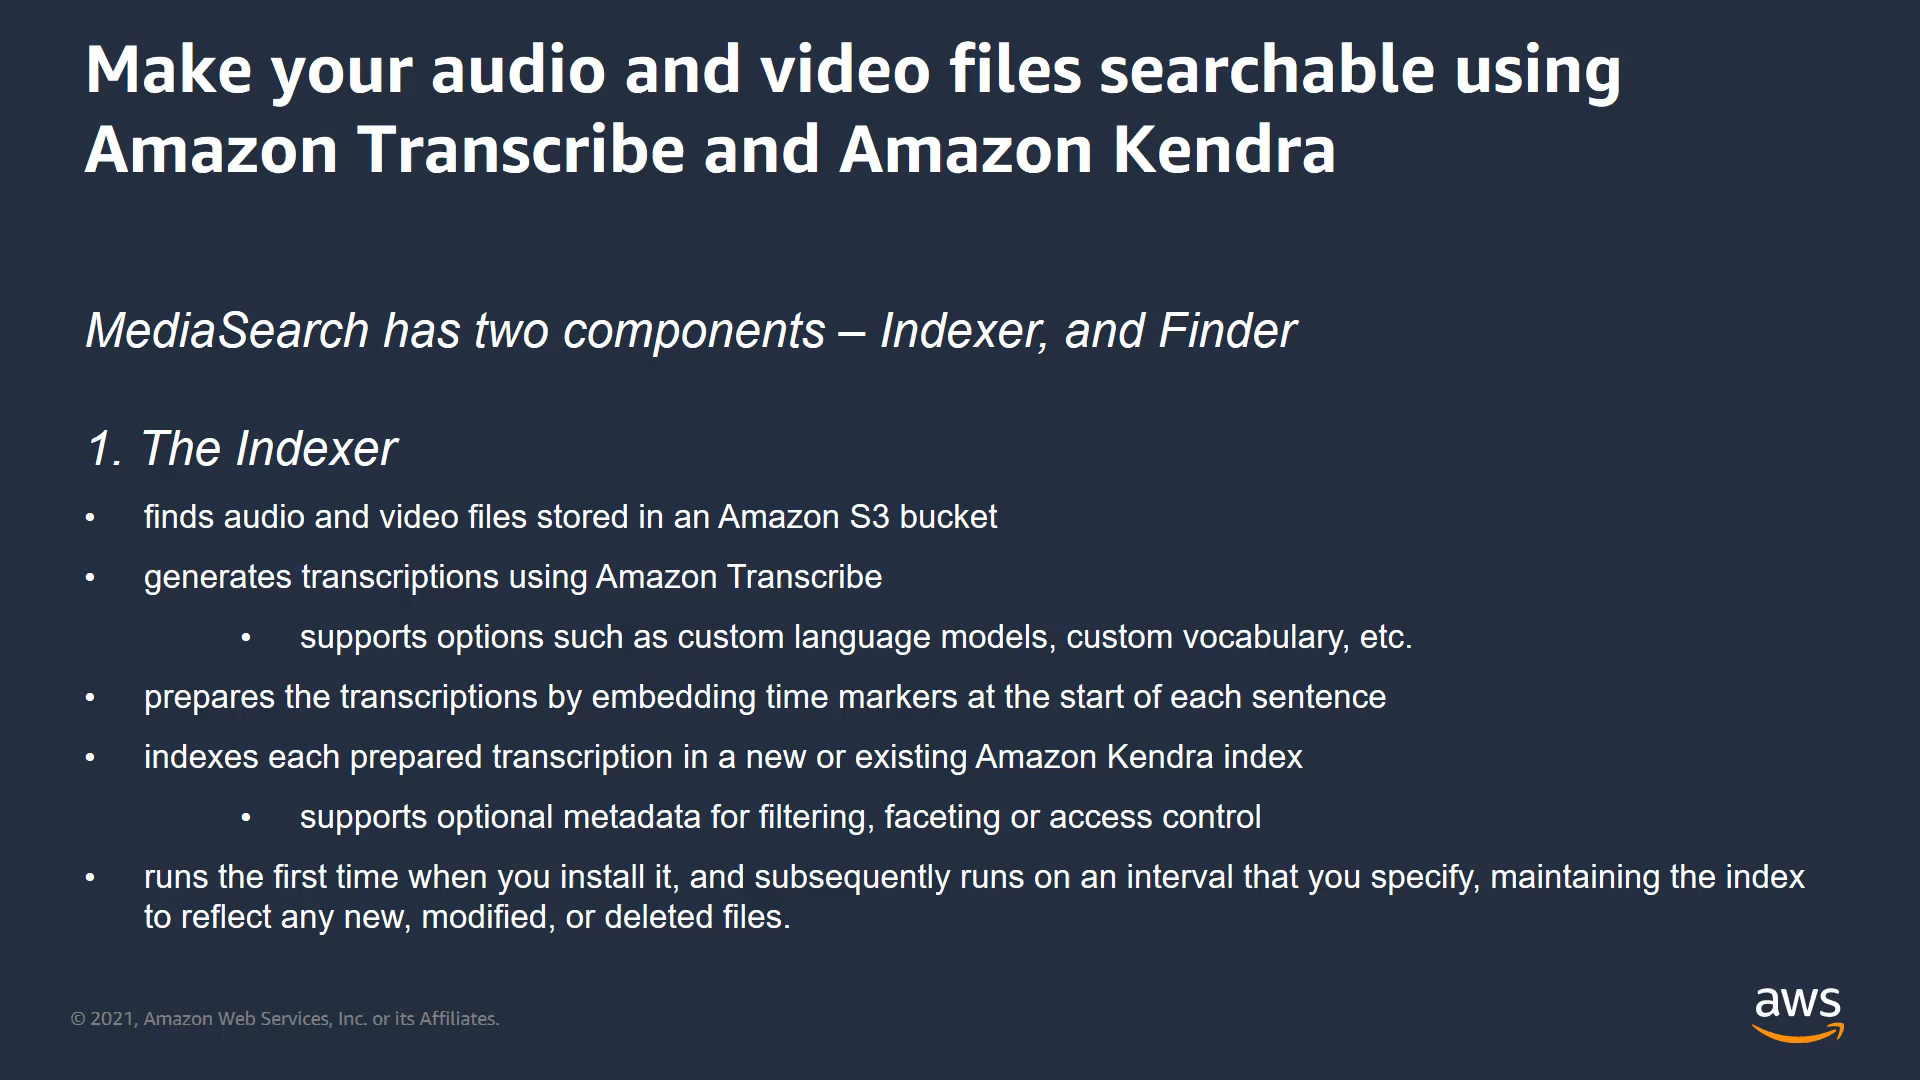 Make your audio and video files searchable using
Amazon Transcribe and Amazon Kendra
MediaSearch has two components – Indexer, and Finder
1. The Indexer
• finds audio and video files stored in an Amazon S3 bucket
• generates transcriptions using Amazon Transcribe
• supports options such as custom language models, custom vocabulary, etc.
• prepares the transcriptions by embedding time markers at the start of each sentence
• indexes each prepared transcription in a new or existing Amazon Kendra index
• supports optional metadata for filtering, faceting or access control
• runs the first time when you install it, and subsequently runs on an interval that you specify, maintaining the index
to reflect any new, modified, or deleted files.
© 2021, Amazon Web Services, Inc. or its Affiliates.
aws